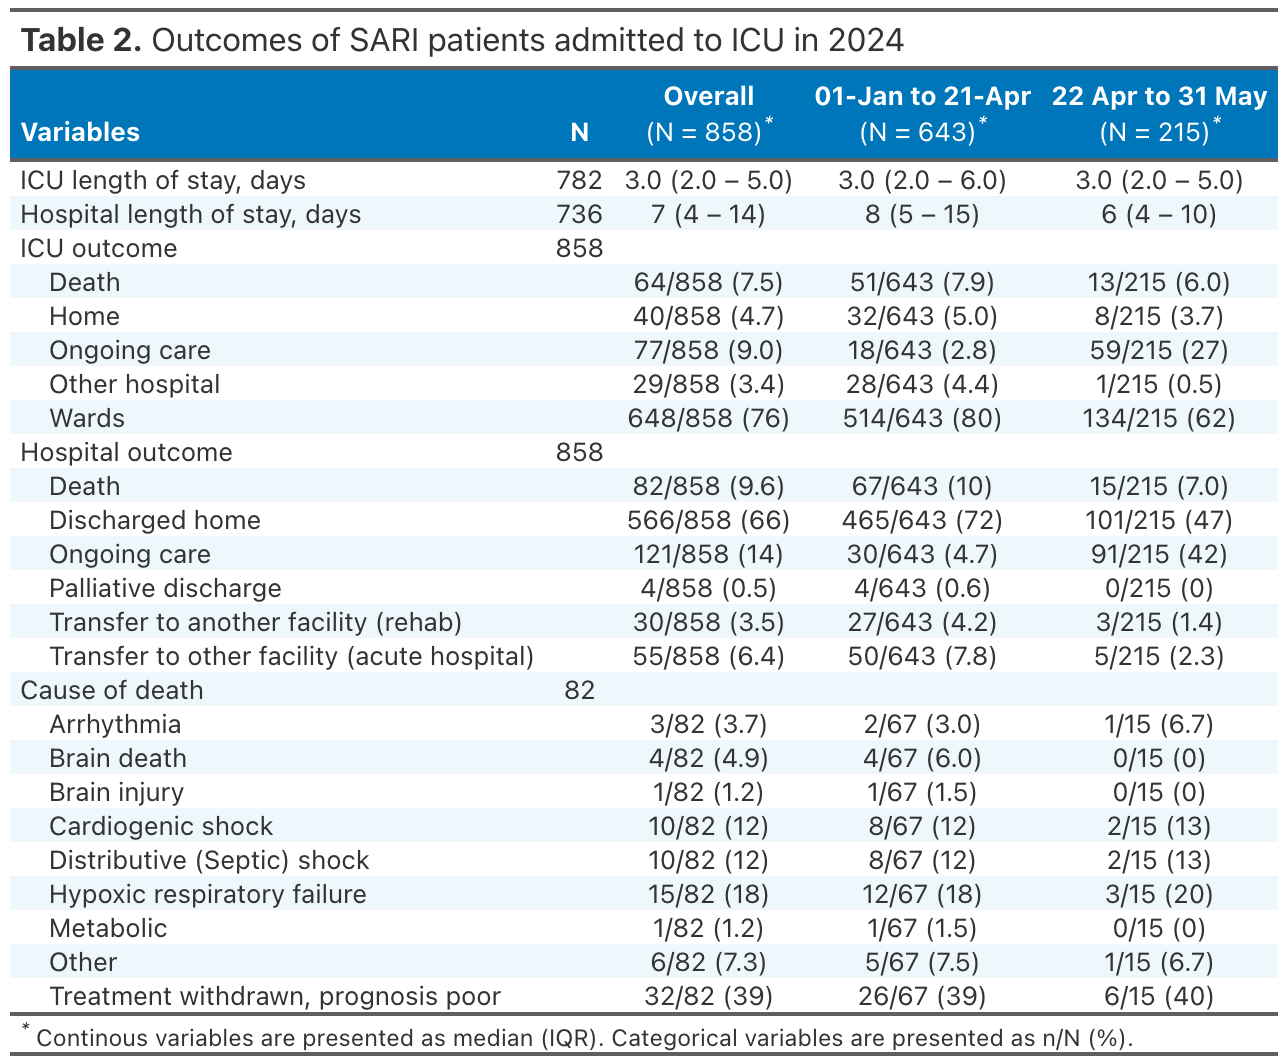 Table 2. Outcomes of SARI patients admitted to ICU in 2024
Overall 01-Jan to 21-Apr 22 Apr to 31 May
Variables N (N = 858)* (N = 643)* (N = 215)*
ICU length of stay, days 782 3.0 (2.0 – 5.0) 3.0 (2.0 – 6.0) 3.0 (2.0 – 5.0)
Hospital length of stay, days 736 7 (4 – 14) 8 (5 – 15) 6 (4 – 10)
ICU outcome 858
Death 64/858 (7.5) 51/643 (7.9) 13/215 (6.0)
Home 40/858 (4.7) 32/643 (5.0) 8/215 (3.7)
Ongoing care 77/858 (9.0) 18/643 (2.8) 59/215 (27)
Other hospital 29/858 (3.4) 28/643 (4.4) 1/215 (0.5)
Wards 648/858 (76) 514/643 (80) 134/215 (62)
Hospital outcome 858
Death 82/858 (9.6) 67/643 (10) 15/215 (7.0)
Discharged home 566/858 (66) 465/643 (72) 101/215 (47)
Ongoing care 121/858 (14) 30/643 (4.7) 91/215 (42)
Palliative discharge 4/858 (0.5) 4/643 (0.6) 0/215 (0)
Transfer to another facility (rehab) 30/858 (3.5) 27/643 (4.2) 3/215 (1.4)
Transfer to other facility (acute hospital) 55/858 (6.4) 50/643 (7.8) 5/215 (2.3)
Cause of death 82
Arrhythmia 3/82 (3.7) 2/67 (3.0) 1/15 (6.7)
Brain death 4/82 (4.9) 4/67 (6.0) 0/15 (0)
Brain injury 1/82 (1.2) 1/67 (1.5) 0/15 (0)
Cardiogenic shock 10/82 (12) 8/67 (12) 2/15 (13)
Distributive (Septic) shock 10/82 (12) 8/67 (12) 2/15 (13)
Hypoxic respiratory failure 15/82 (18) 12/67 (18) 3/15 (20)
Metabolic 1/82 (1.2) 1/67 (1.5) 0/15 (0)
Other 6/82 (7.3) 5/67 (7.5) 1/15 (6.7)
Treatment withdrawn, prognosis poor 32/82 (39) 26/67 (39) 6/15 (40)
* Continous variables are presented as median (IQR). Categorical variables are presented as n/N (%).